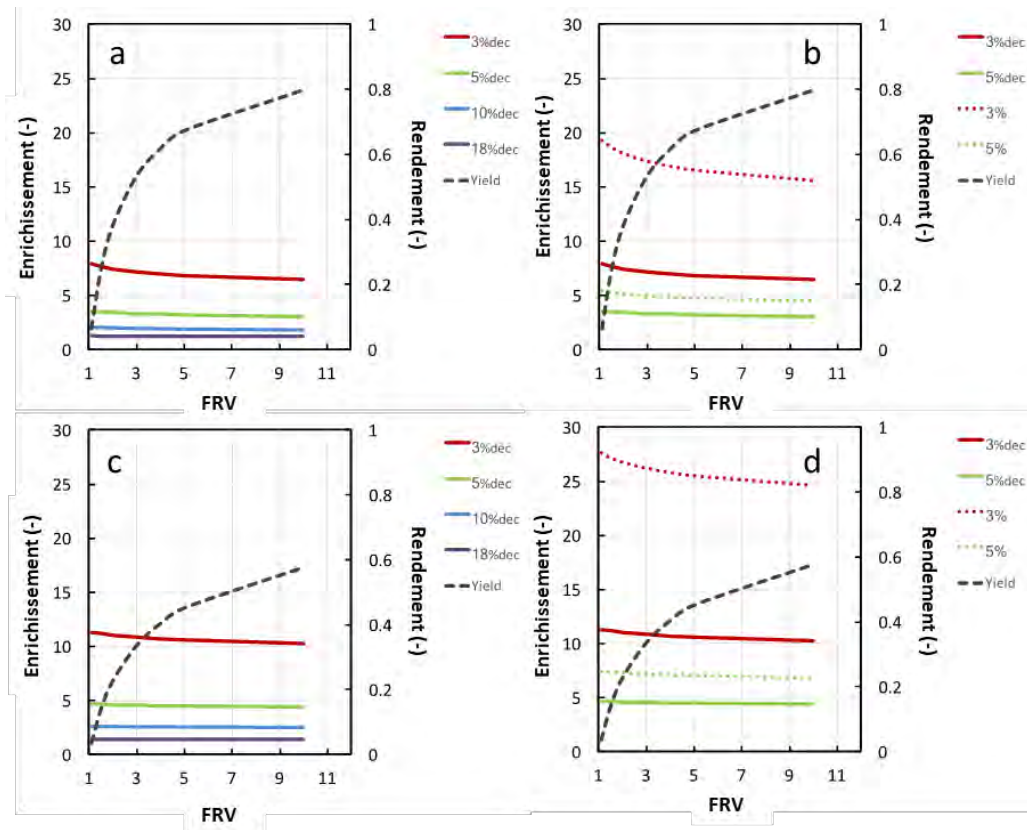 a
30
25
20
15
10
5
0
Enrichissement (-)
1
0.8
0.6
0.4
0.2
0
Rendement (-)
1 3 5 7 9 11
FRV
3%dec
5%dec
10%dec
18%dec
Yield
b
30
25
20
15
10
5
0
Enrichissement (-)
1
0.8
0.6
0.4
0.2
0
Rendement (-)
1 3 5 7 9 11
FRV
3%dec
5%dec
3%
5%
Yield
c
30
25
20
15
10
5
0
Enrichissement (-)
1
0.8
0.6
0.4
0.2
0
Rendement (-)
1 3 5 7 9 11
FRV
3%dec
5%dec
10%dec
18%dec
Yield
d
30
25
20
15
10
5
0
Enrichissement (-)
1
0.8
0.6
0.4
0.2
0
Rendement (-)
1 3 5 7 9 11
FRV
3%dec
5%dec
3%
5%
Yield